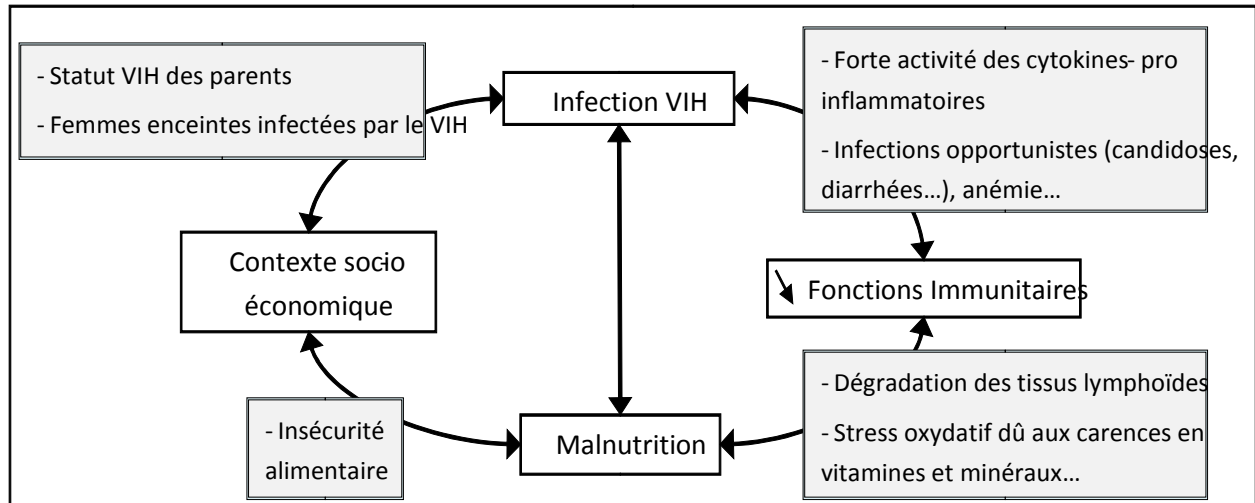 - Statut VIH des parents
- Femmes enceintes infectées par le VIH
Infection VIH
- Forte activité des cytokines- pro
inflammatoires
- Infections opportunistes (candidoses,
diarrhées...), anémie...
Contexte socio-
économique
Fonctions Immunitaires
- Insécurité
alimentaire
Malnutrition
- Dégradation des tissus lymphoïdes
- Stress oxydatif dû aux carences en
vitamines et minéraux...